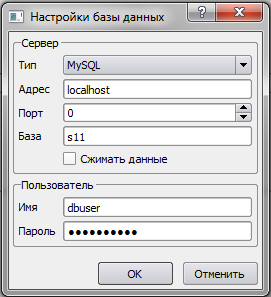 Настройки базы данных
Сервер
Тип MySQL
Адрес localhost
Порт 0
База s11
Сжимать данные
Пользователь
Имя dbuser
Пароль ●●●●●●●●●●
OK Отменить